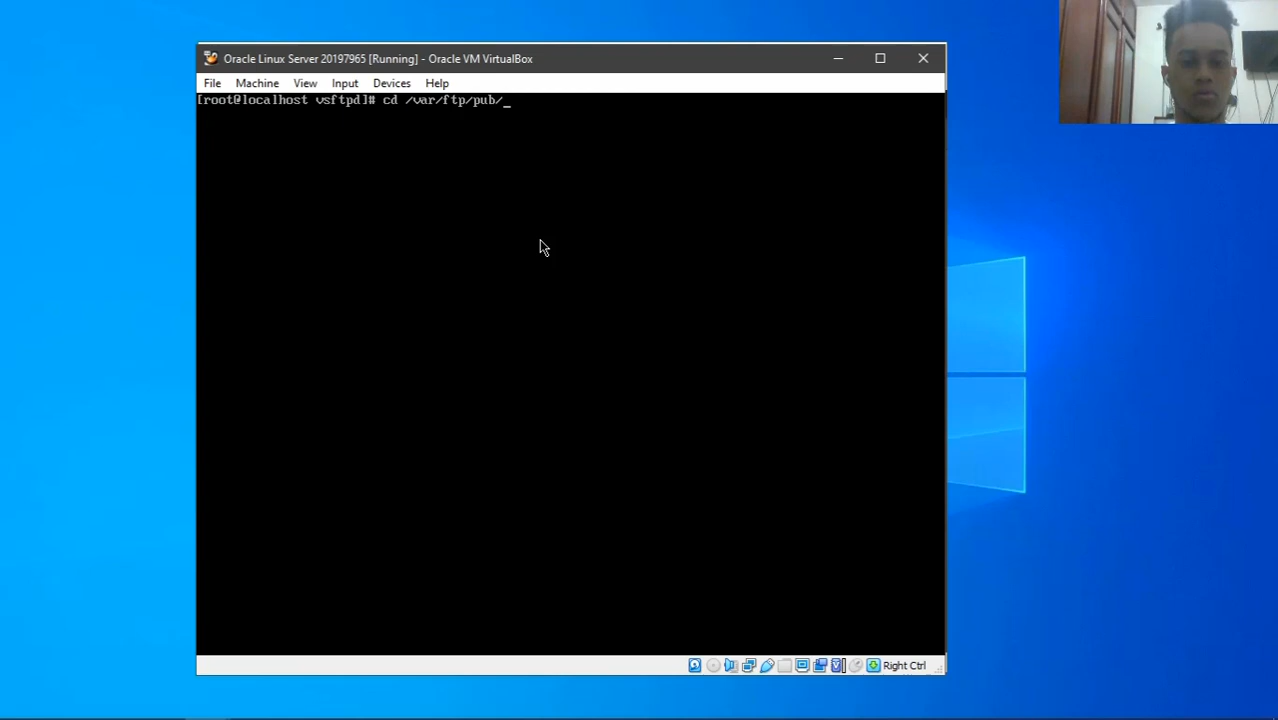 Oracle Linux Server 20197965 [Running] - Oracle VM VirtualBox
File Machine View Input Devices Help
[root@localhost vsftpd]# cd /var/ftp/pub/_
Right Ctrl